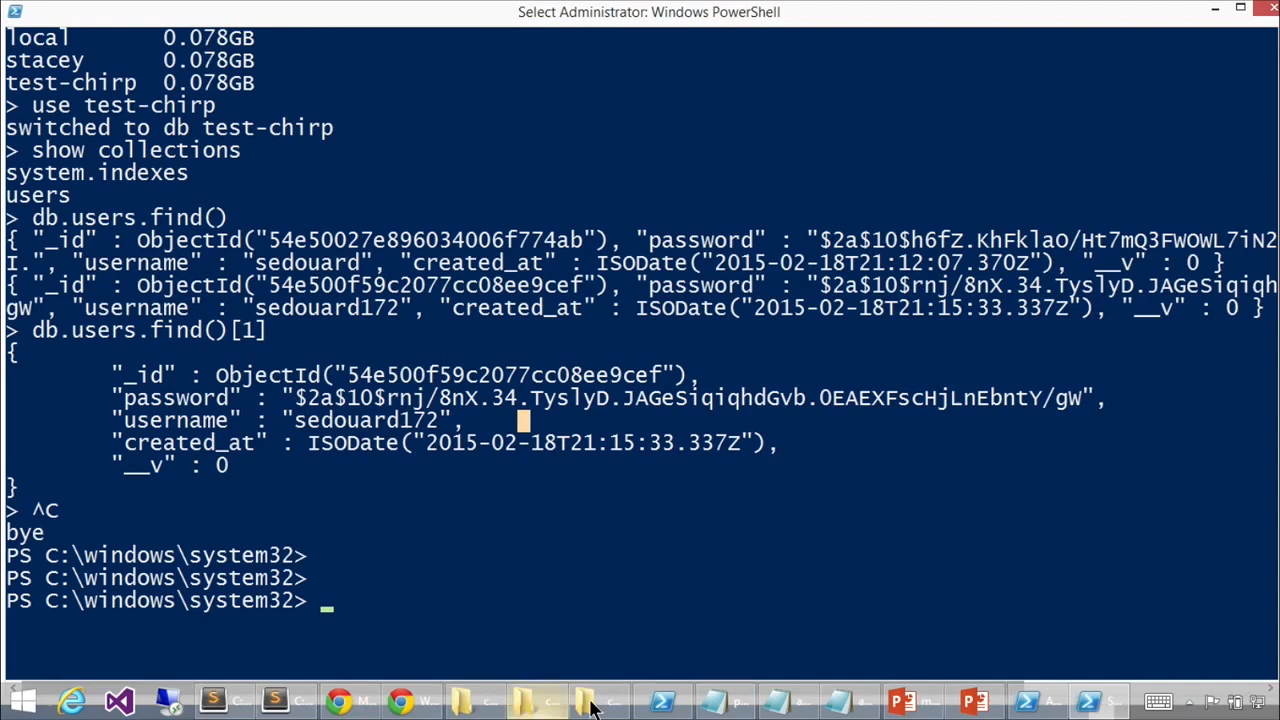 Select Administrator: Windows PowerShell
local       0.078GB
stacey      0.078GB
test-chirp  0.078GB
> use test-chirp
switched to db test-chirp
> show collections
system.indexes
users
> db.users.find()
{ "_id" : ObjectId("54e50027e896034006f774ab"), "password" : "$2a$10$h6fZ.KhFklaO/Ht7mQ3FWOWL7iN2
I.", "username" : "sedouard", "created_at" : ISODate("2015-02-18T21:12:07.370Z"), "__v" : 0 }
{ "_id" : ObjectId("54e500f59c2077cc08ee9cef"), "password" : "$2a$10$rnj/8nX.34.TyslyD.JAGeSiqiqh
gW", "username" : "sedouard172", "created_at" : ISODate("2015-02-18T21:15:33.337Z"), "__v" : 0 }
> db.users.find()[1]
{
"_id" : ObjectId("54e500f59c2077cc08ee9cef"),
"password" : "$2a$10$rnj/8nX.34.TyslyD.JAGeSiqiqhdGvb.OEAEXFscHjLnEbntY/gW",
"username" : "sedouard172",
"created_at" : ISODate("2015-02-18T21:15:33.337Z"),
"__v" : 0
}
> ^C
bye
PS C:\windows\system32>
PS C:\windows\system32>
PS C:\windows\system32>